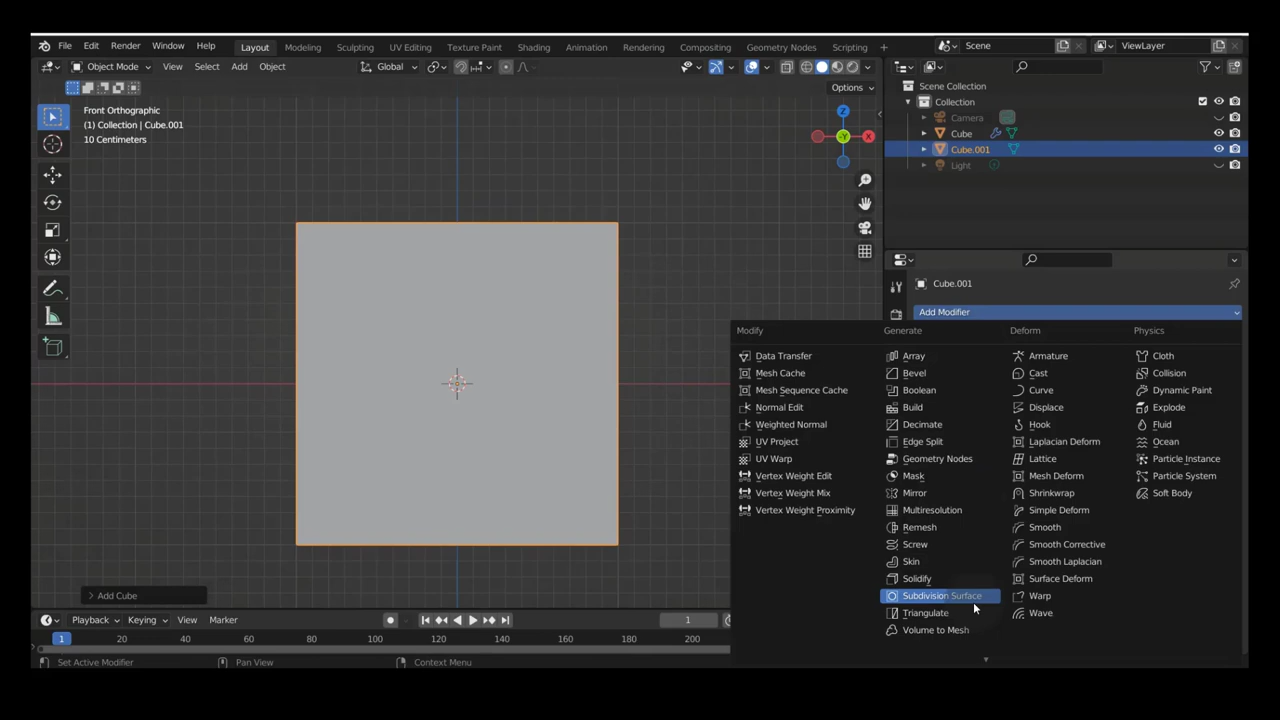 File Edit Render Window Help Layout Modeling Sculpting UV Editing Texture Paint Shading Animation Rendering Compositing Geometry Nodes Scripting + Scene ViewLayer
Object Mode View Select Add Object Global
Options
Front Orthographic
(1) Collection | Cube.001
10 Centimeters
Z
X
-Y
Scene Collection
Collection
Camera
Cube
Cube.001
Light
Cube.001
Add Modifier
Modify Generate Deform Physics
Data Transfer Array Armature Cloth
Mesh Cache Bevel Cast Collision
Mesh Sequence Cache Boolean Curve Dynamic Paint
Normal Edit Build Displace Explode
Weighted Normal Decimate Hook Fluid
UV Project Edge Split Laplacian Deform Ocean
UV Warp Geometry Nodes Lattice Particle Instance
Vertex Weight Edit Mask Mesh Deform Particle System
Vertex Weight Mix Mirror Shrinkwrap Soft Body
Vertex Weight Proximity Multiresolution Simple Deform
Remesh Smooth
Screw Smooth Corrective
Skin Smooth Laplacian
Solidify Surface Deform
Subdivision Surface Warp
Triangulate Wave
Volume to Mesh
Add Cube
Playback Keying View Marker 1
1 20 40 60 80 100 120 140 160 180 200
Set Active Modifier Pan View Context Menu